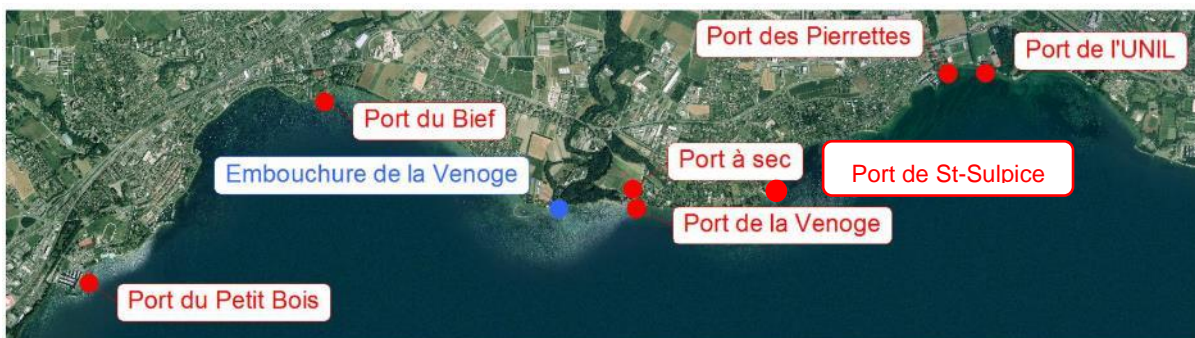 Port des Pierrettes
Port de l'UNIL
Port du Bief
Port à sec
Embouchure de la Venoge
Port de St-Sulpice
Port de la Venoge
Port du Petit Bois